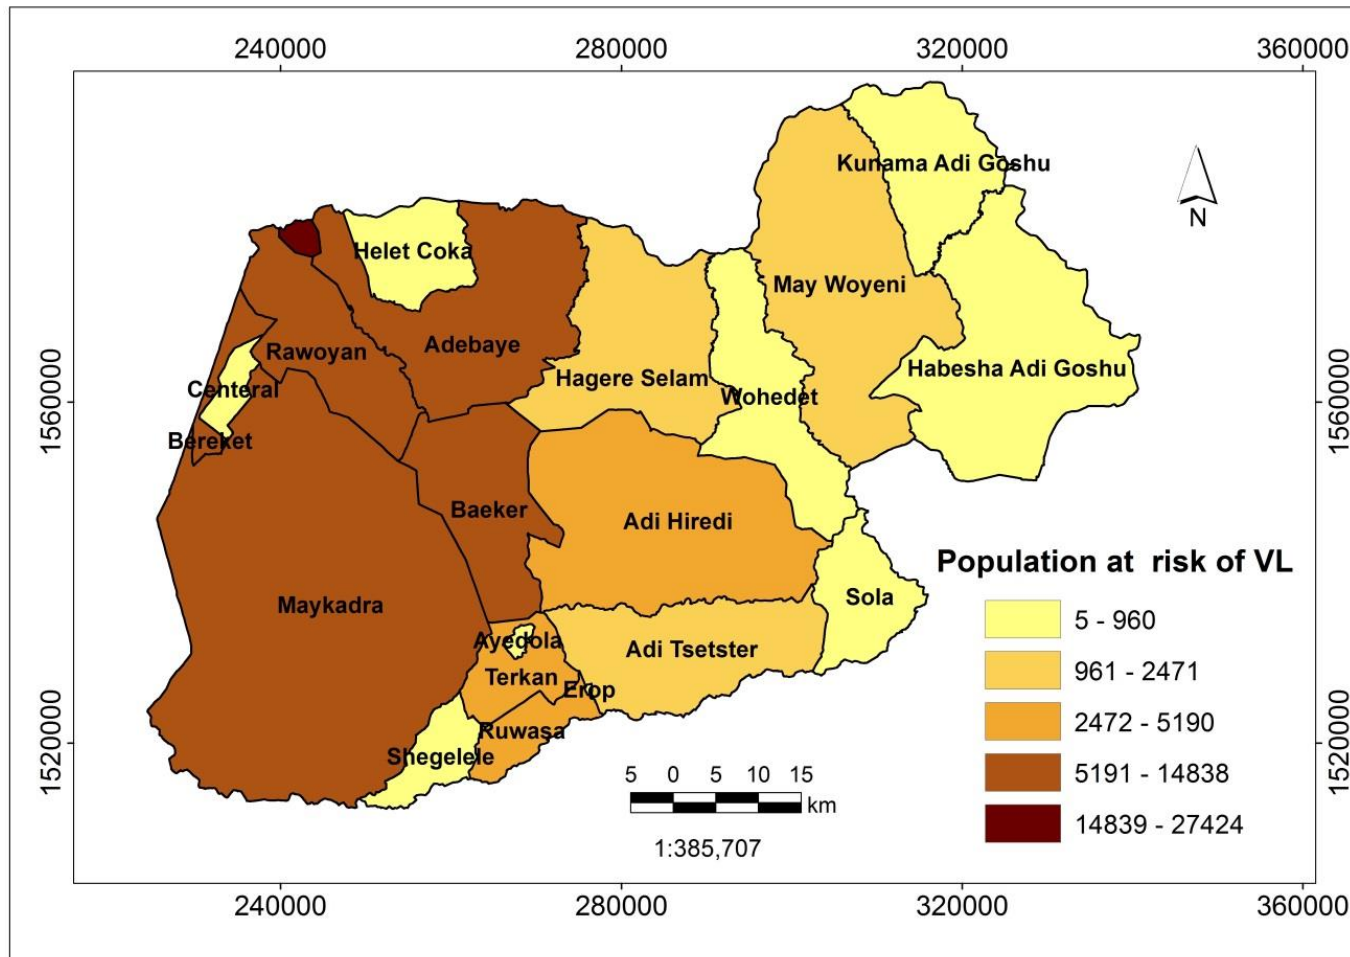 240000 280000 320000 360000
Kunama Adi Goshu
N
Helet Coka
May Woyeni
Rawoyan
Adebaye
Habesha Adi Goshu
Hagere Selam
Centeral
Wohedet
1560000
1560000
Bereket
Baeker
Adi Hiredi
Population at risk of VL
Sola
Maykadra
5 - 960
Ayedola
Adi Tsetster
961 - 2471
Terkan
Erop
2472 - 5190
Ruwasa
Shegelele
1520000
1520000
5 0 5 10 15
km
5191 - 14838
14839 - 27424
1:385,707
240000 280000 320000 360000